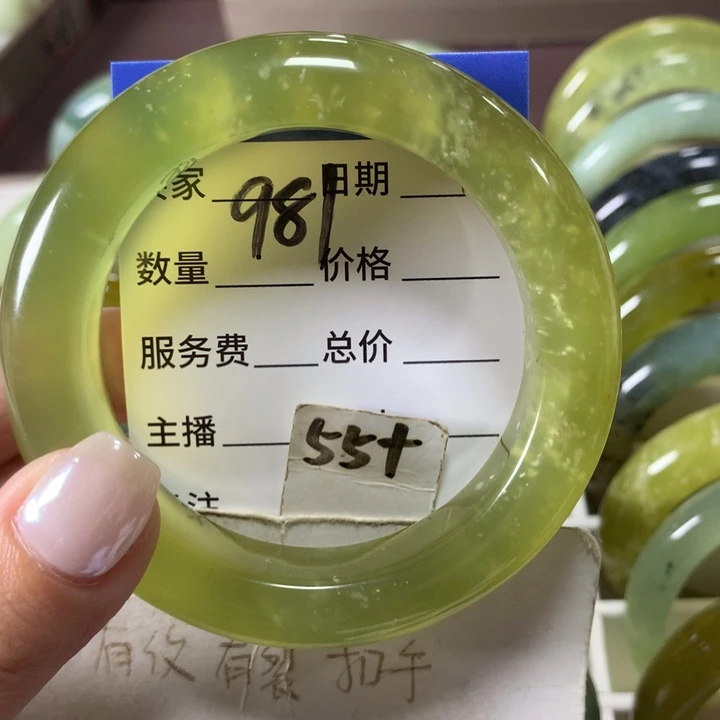 家 981 日期
数量 价格
服务费 总价
主播
55+
注
有纹 有裂 扣手